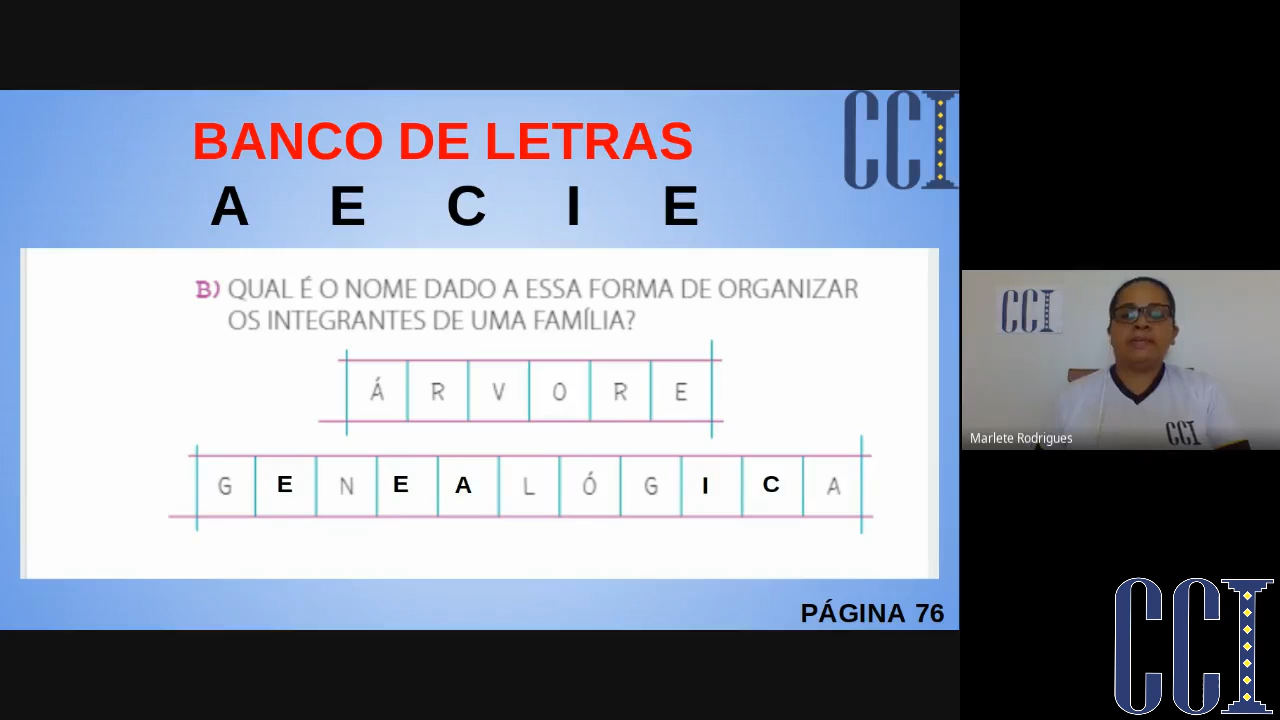 BANCO DE LETRAS
CCI
A E C I E
B) QUAL É O NOME DADO A ESSA FORMA DE ORGANIZAR
OS INTEGRANTES DE UMA FAMÍLIA?
Á R V O R E
G E N E A L Ó G I C A
PÁGINA 76
CCI
CCI
Marlete Rodrigues
CCI